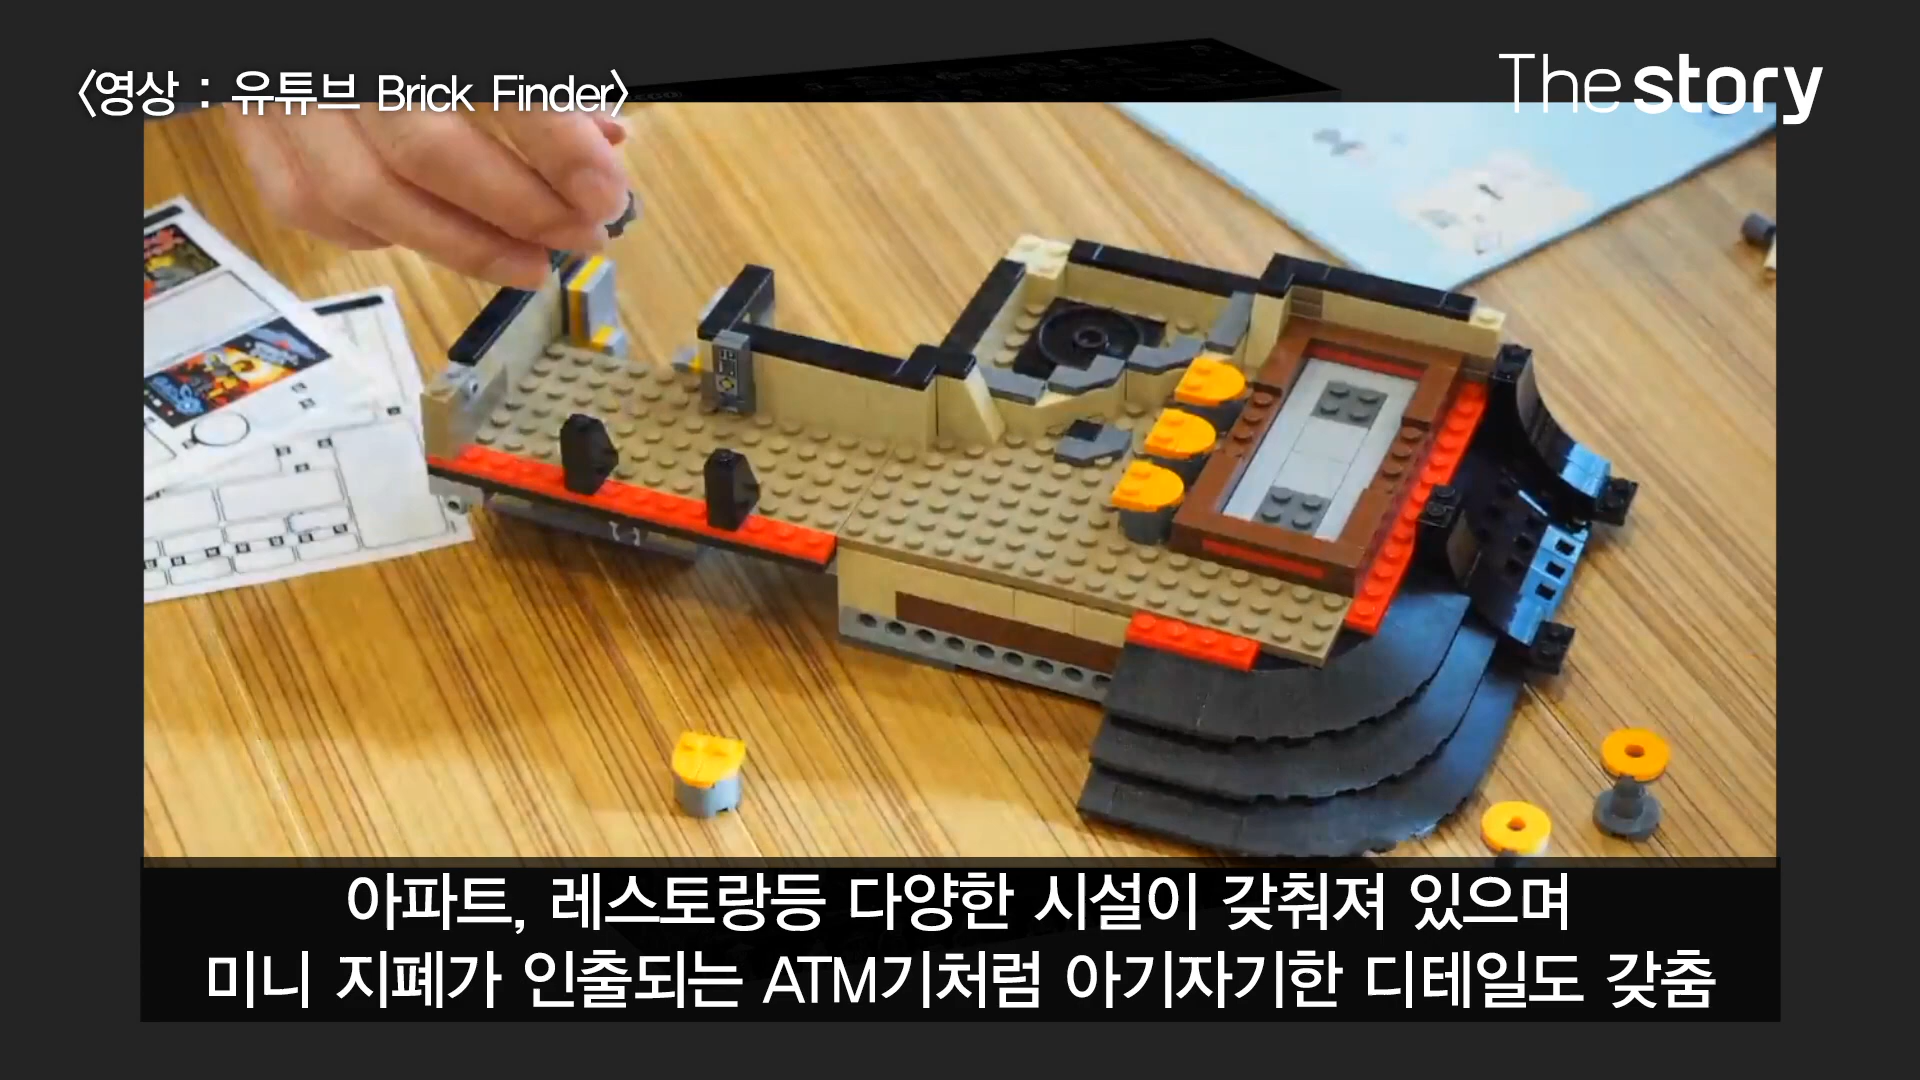 <영상 : 유튜브 Brick Finder>
The story
아파트, 레스토랑등 다양한 시설이 갖춰져 있으며
미니 지폐가 인출되는 ATM기처럼 아기자기한 디테일도 갖춤